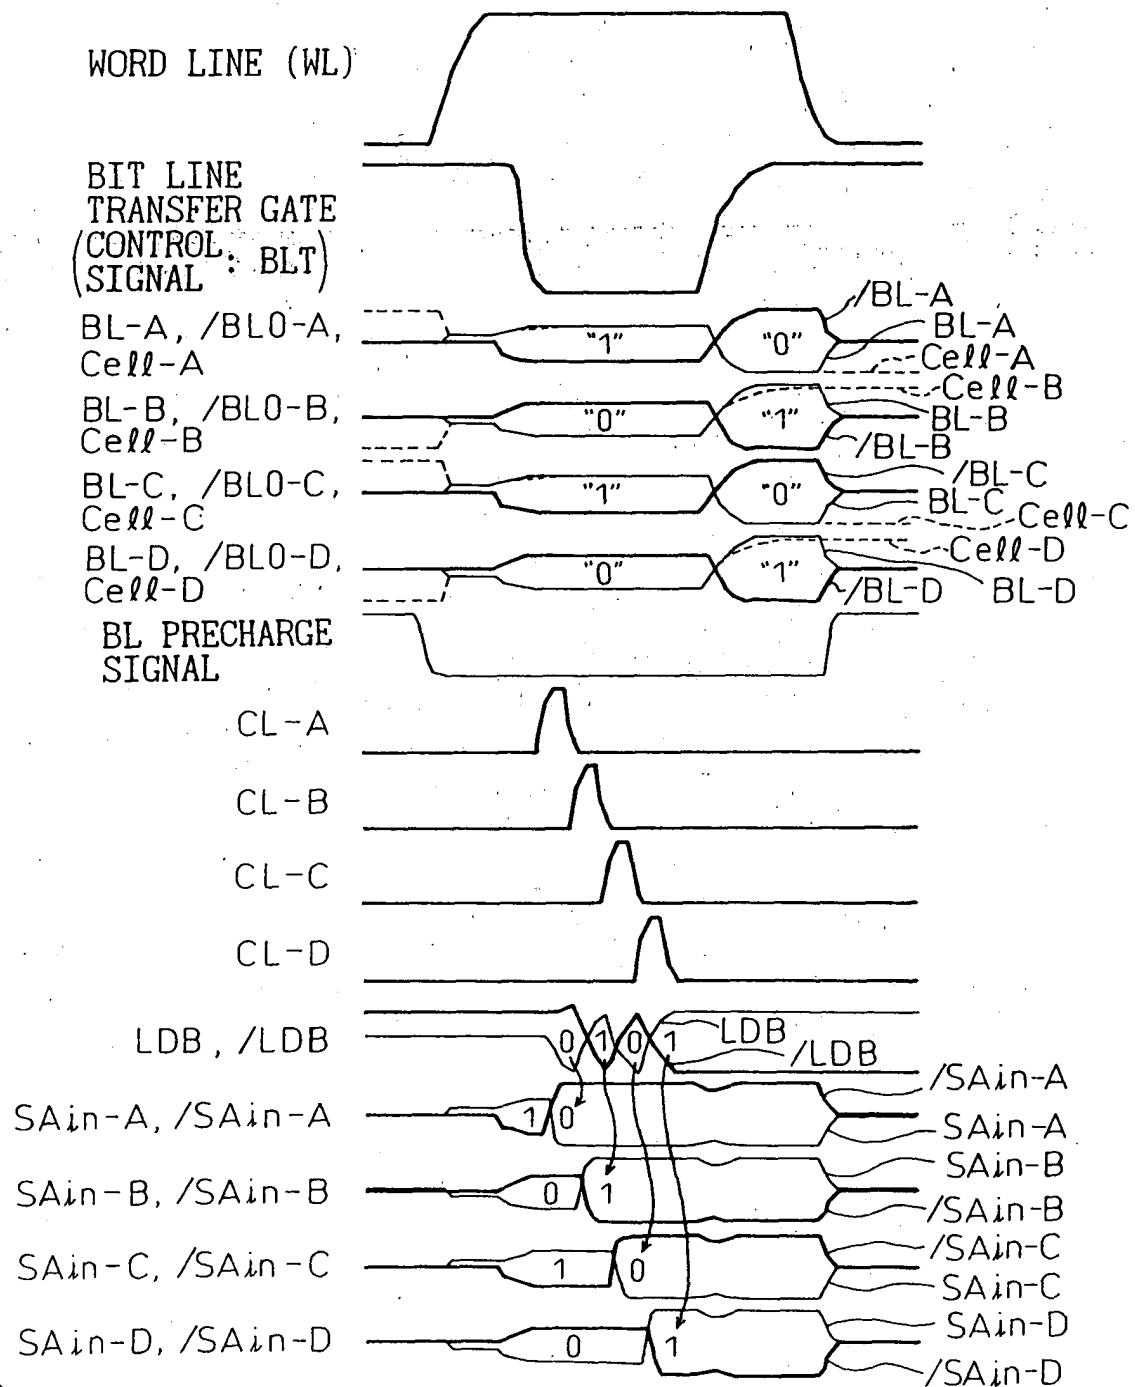 WORD LINE (WL)
BIT LINE
TRANSFER GATE
(CONTROL
SIGNAL : BLT)
/BL-A
BL-A, /BL0-A,
Cell-A
"1"
"0"
BL-A
Cell-A
Cell-B
BL-B, /BL0-B,
Cell-B
"0"
"1"
BL-B
/BL-B
BL-C, /BL0-C,
Cell-C
"1"
"0"
/BL-C
BL-C
Cell-C
Cell-D
BL-D, /BL0-D,
Cell-D
"0"
"1"
/BL-D
BL-D
BL PRECHARGE
SIGNAL
CL-A
CL-B
CL-C
CL-D
LDB, /LDB
0 1 0 1
LDB
/LDB
/SAin-A
SAin-A, /SAin-A
1 0
SAin-A
SAin-B
SAin-B, /SAin-B
0 1
/SAin-B
/SAin-C
SAin-C, /SAin-C
1 0
SAin-C
SAin-D
SAin-D, /SAin-D
0 1
/SAin-D